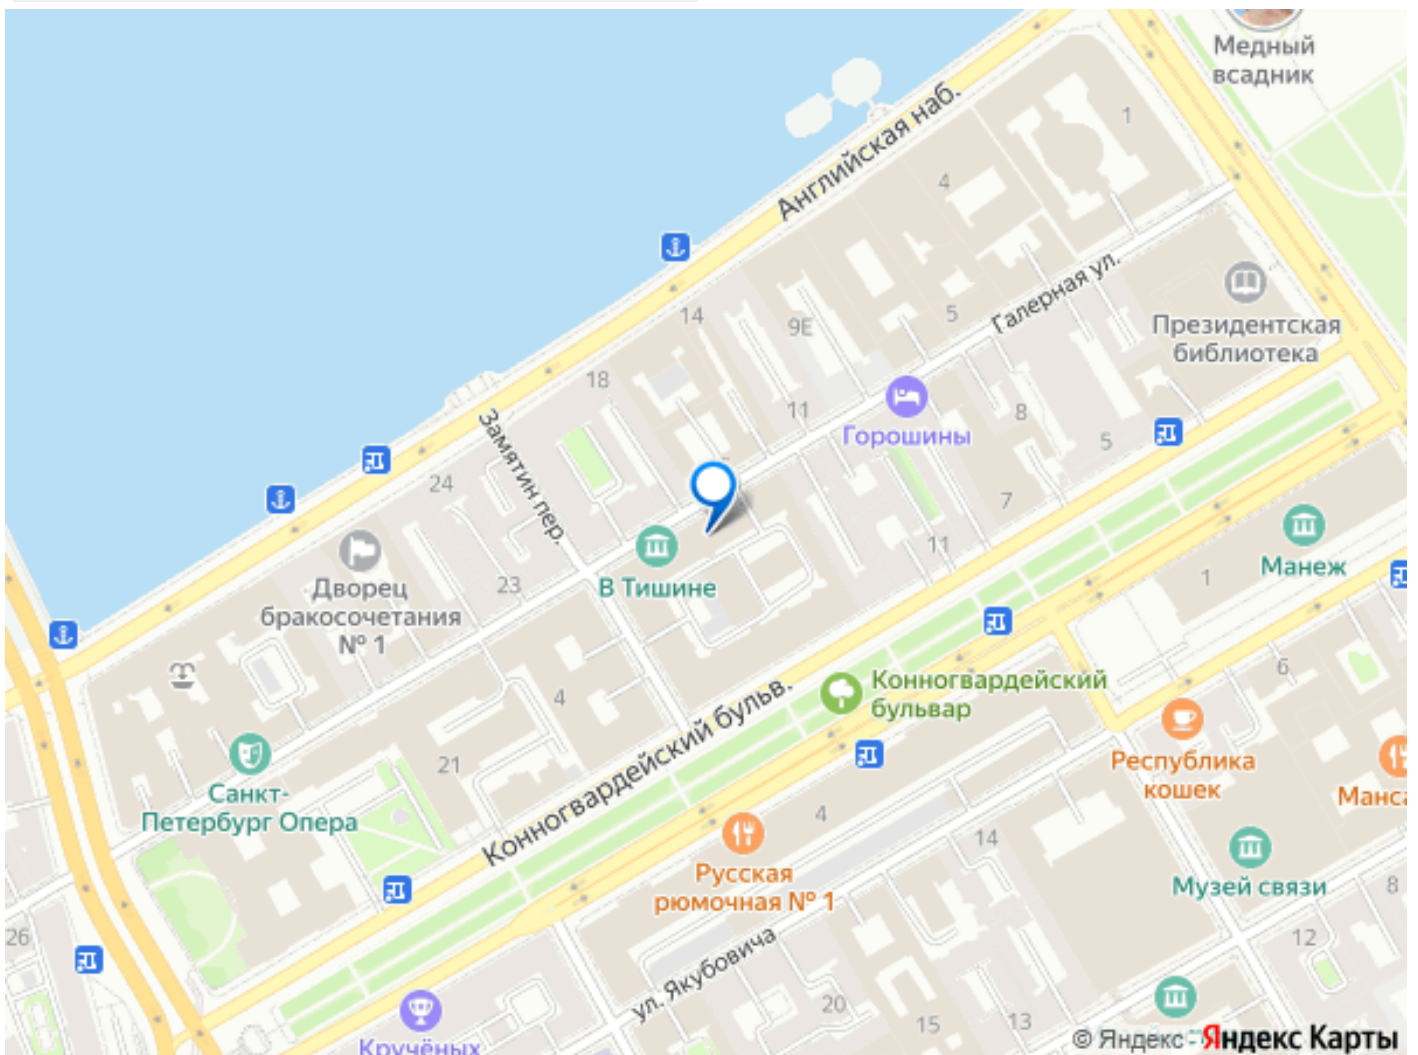 Медный
всадник
1
Английская наб.
4
Галерная ул.
Президентская
библиотека
5
14
9Е
18
11
8
Горошины
5
Замятин пер.
24
7
11
В Тишине
Манеж
1
23
Дворец
бракосочетания
№ 1
4
6
Конногвардейский
бульвар
Конногвардейский бульв.
21
Республика
кошек
Санкт-
Петербург Опера
4
14
Манса
Русская
рюмочная № 1
Музей связи
8
26
12
ул. Якубовича
20
15
13
Кручёных
© Яндекс
Яндекс Карты